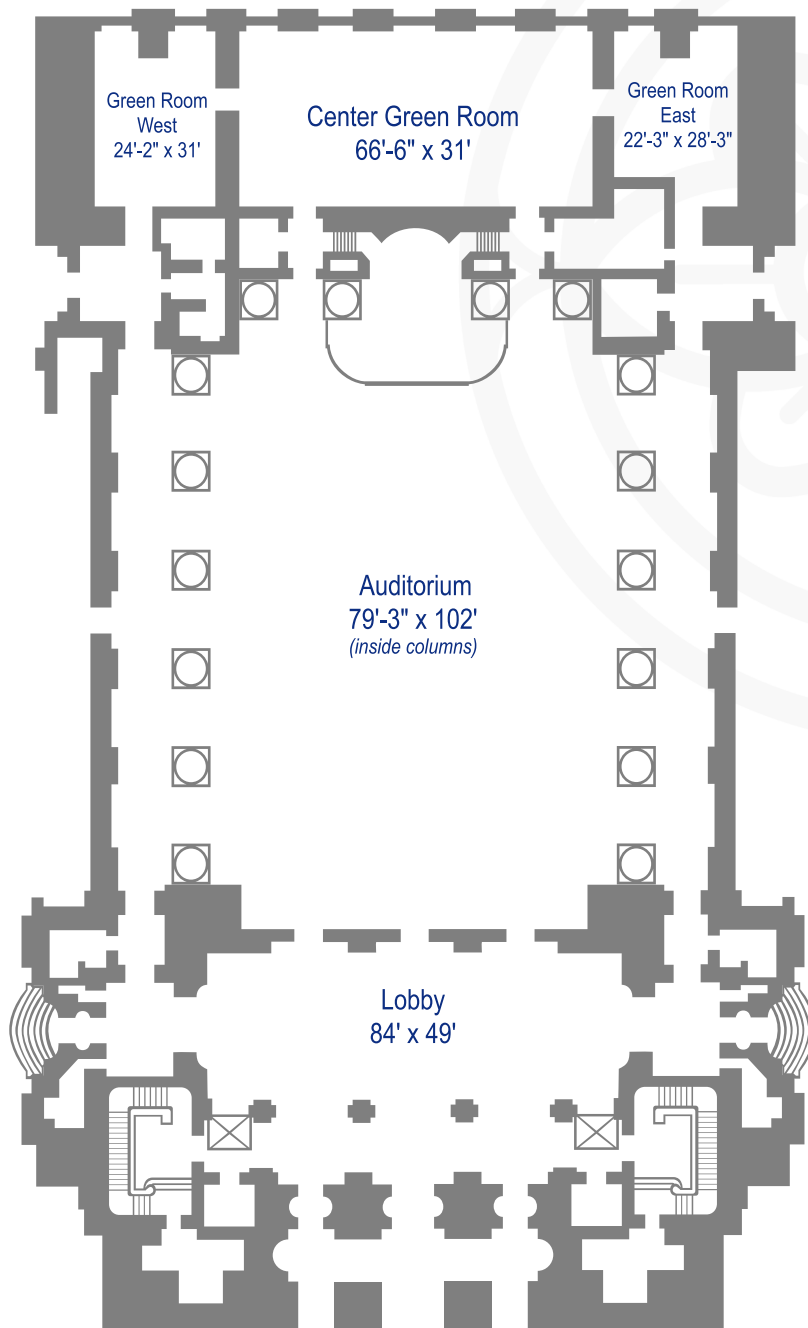 Green Room
West
24'-2" x 31'
Center Green Room
66'-6" x 31'
Green Room
East
22'-3" x 28'-3"
Auditorium
79'-3" x 102'
(inside columns)
Lobby
84' x 49'